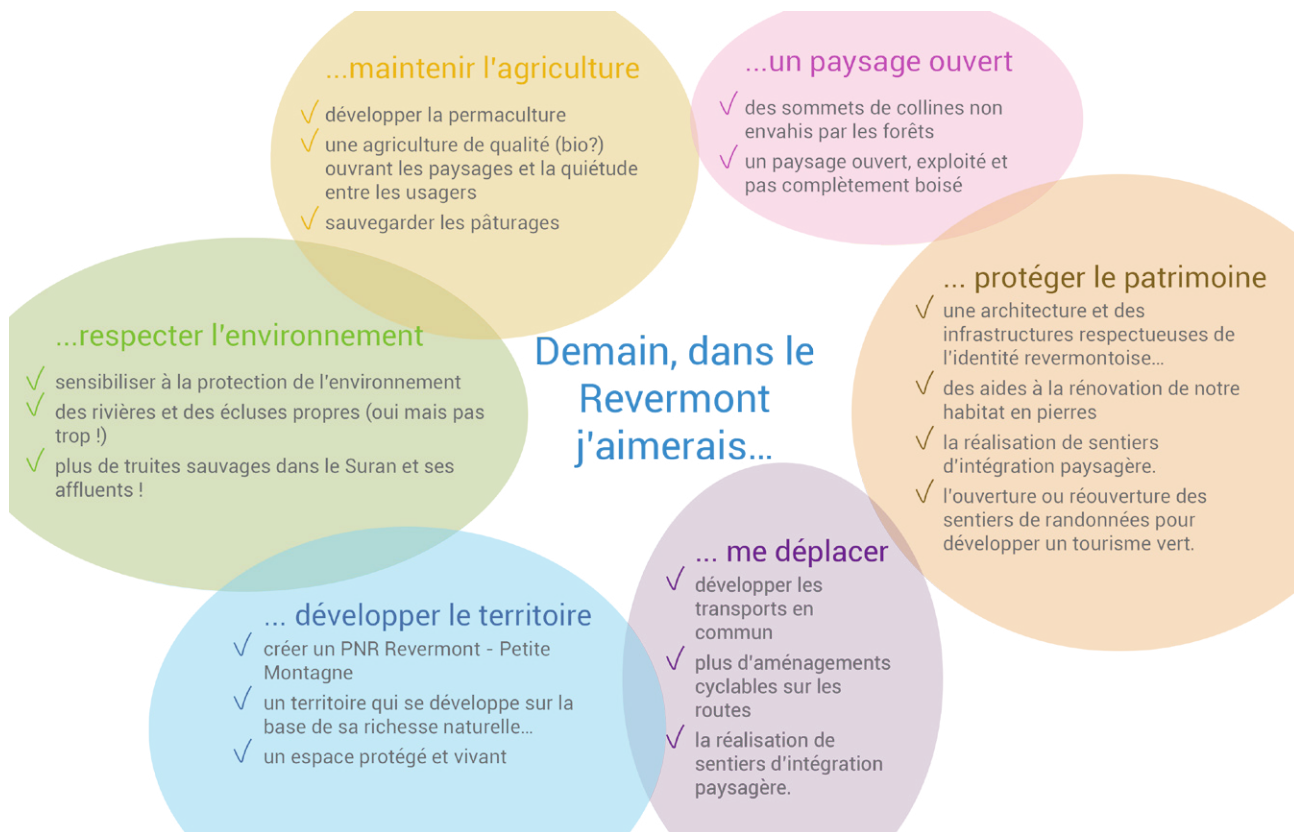 ...maintenir l'agriculture
développer la permaculture
une agriculture de qualité (bio?)
ouvrant les paysages et la quiétude
entre les usagers
sauvegarder les pâturages
...un paysage ouvert
des sommets de collines non
envahis par les forêts
un paysage ouvert, exploité et
pas complètement boisé
...respecter l'environnement
sensibiliser à la protection de l'environnement
des rivières et des écluses propres (oui mais pas
trop !)
plus de truites sauvages dans le Suran et ses
affluents !
Demain, dans le
Revermont
j'aimerais...
... protéger le patrimoine
une architecture et des
infrastructures respectueuses de
l'identité revermontoise...
des aides à la rénovation de notre
habitat en pierres
la réalisation de sentiers
d'intégration paysagère.
l'ouverture ou réouverture des
sentiers de randonnées pour
développer un tourisme vert.
... développer le territoire
créer un PNR Revermont - Petite
Montagne
un territoire qui se développe sur la
base de sa richesse naturelle...
un espace protégé et vivant
... me déplacer
développer les
transports en
commun
plus d'aménagements
cyclables sur les
routes
la réalisation de
sentiers d'intégration
paysagère.